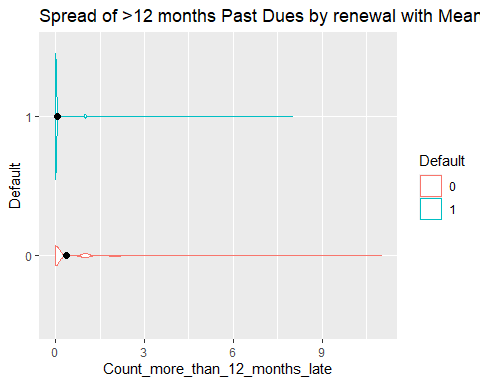 Spread of >12 months Past Dues by renewal with Mean
1
0
Default
0
3
6
9
Count_more_than_12_months_late
Default
0
1